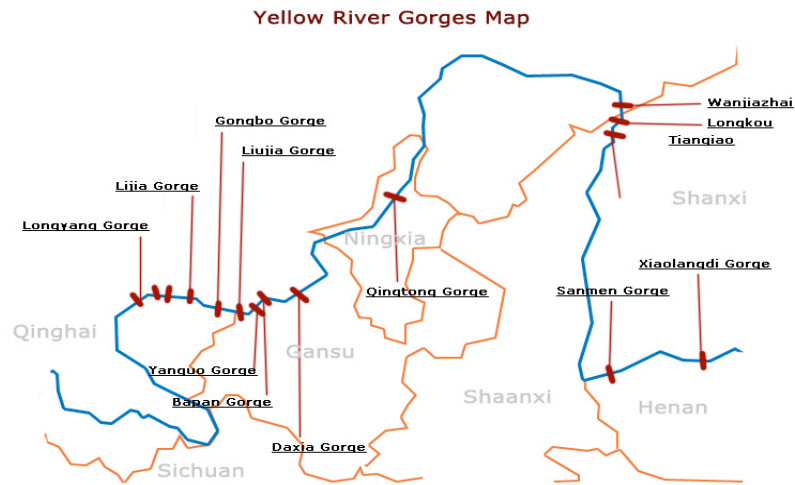 Yellow River Gorges Map
Wanjiazhai
Gongbo Gorge
Longkou
Tianqiao
Liujia Gorge
Lijia Gorge
Shanxi
Longyang Gorge
Ningxia
Xiaolangdi Gorge
Qingtong Gorge
Sanmen Gorge
Qinghai
Gansu
Yanguo Gorge
Shaanxi
Bapan Gorge
Henan
Daxia Gorge
Sichuan